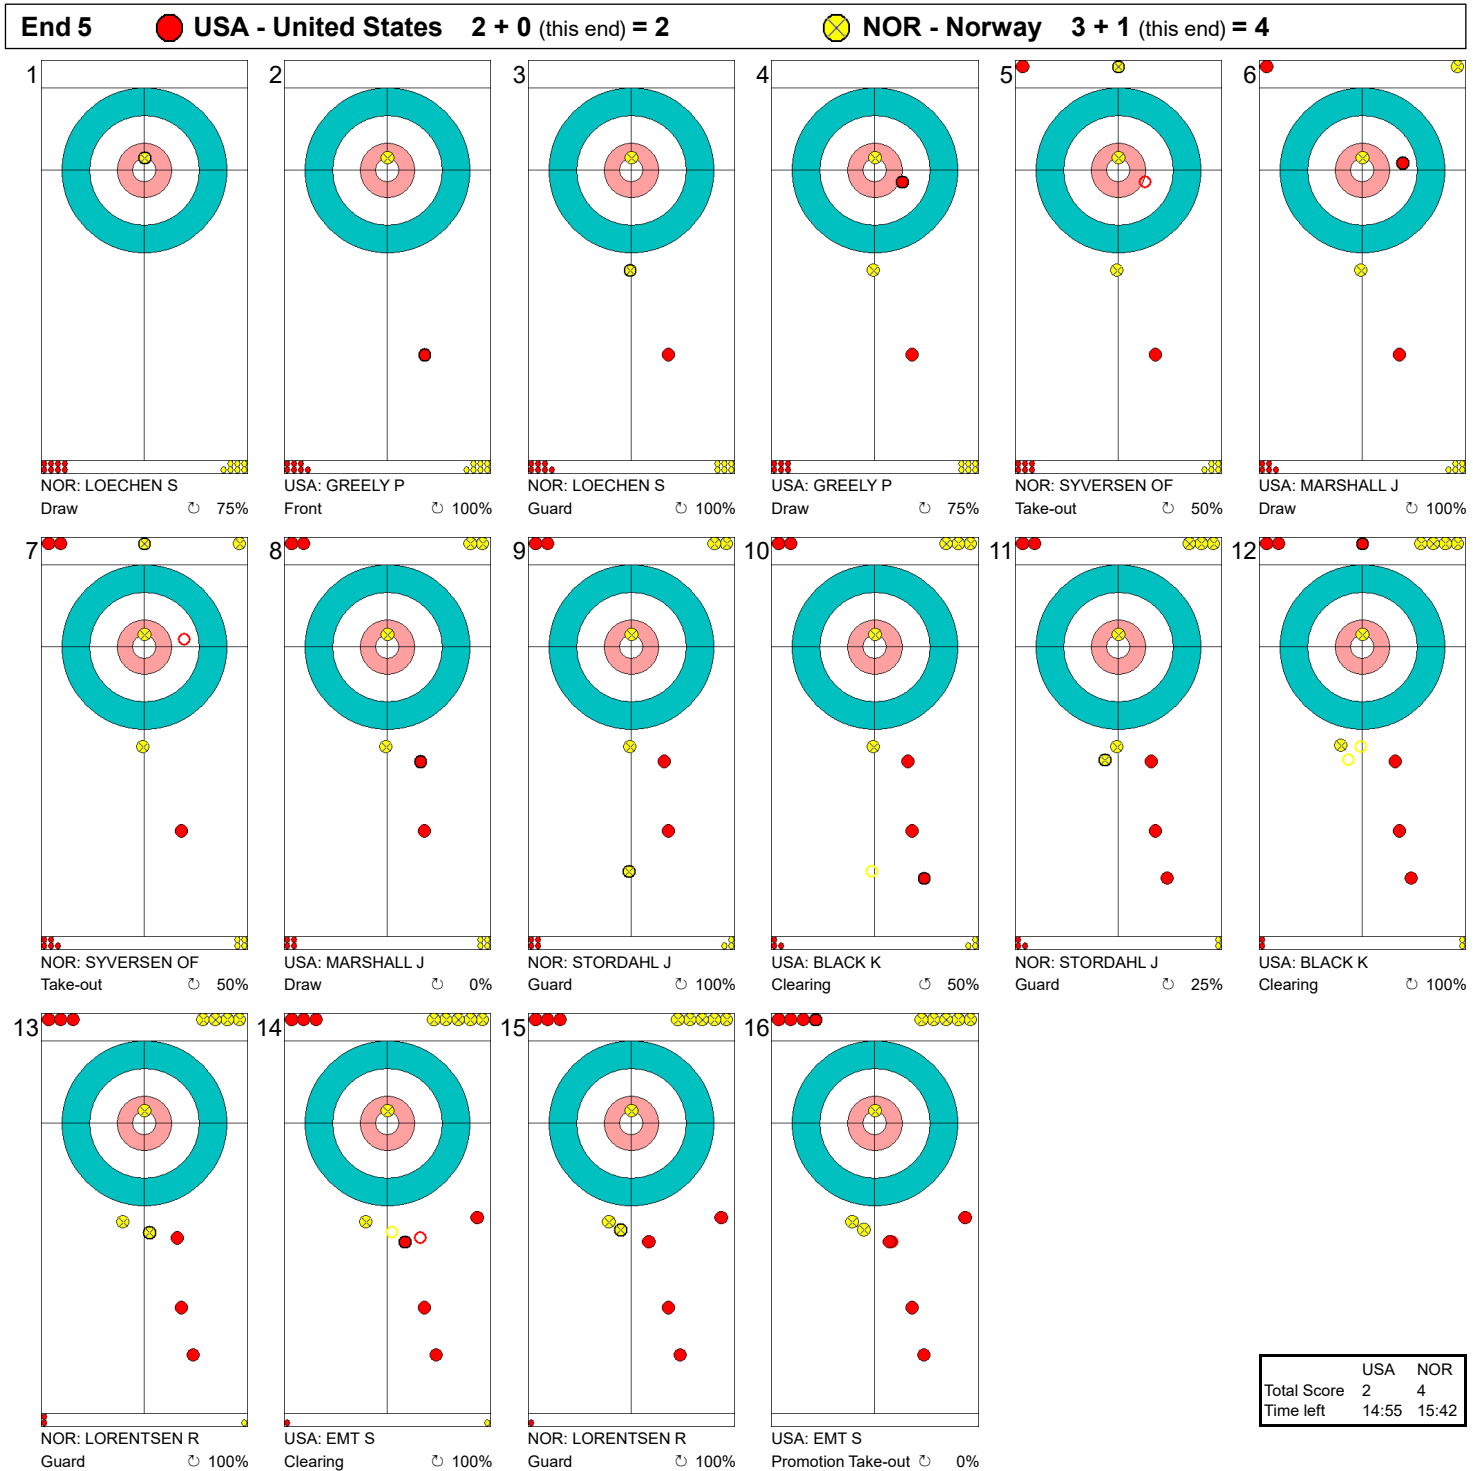 End 5 USA - United States 2 + 0 (this end) = 2 NOR - Norway 3 + 1 (this end) = 4
1 2 3 4 5 6
NOR: LOECHEN S USA: GREELY P NOR: LOECHEN S USA: GREELY P NOR: SYVERSEN OF USA: MARSHALL J
Draw ↻ 75% Front ↻ 100% Guard ↻ 100% Draw ↻ 75% Take-out ↻ 50% Draw ↻ 100%
7 8 9 10 11 12
NOR: SYVERSEN OF USA: MARSHALL J NOR: STORDAHL J USA: BLACK K NOR: STORDAHL J USA: BLACK K
Take-out ↻ 50% Draw ↻ 0% Guard ↻ 100% Clearing ↺ 50% Guard ↻ 25% Clearing ↻ 100%
13 14 15 16
NOR: LORENTSEN R USA: EMT S NOR: LORENTSEN R USA: EMT S
Guard ↻ 100% Clearing ↻ 100% Guard ↻ 100% Promotion Take-out ↻ 0%
USA NOR
Total Score 2 4
Time left 14:55 15:42